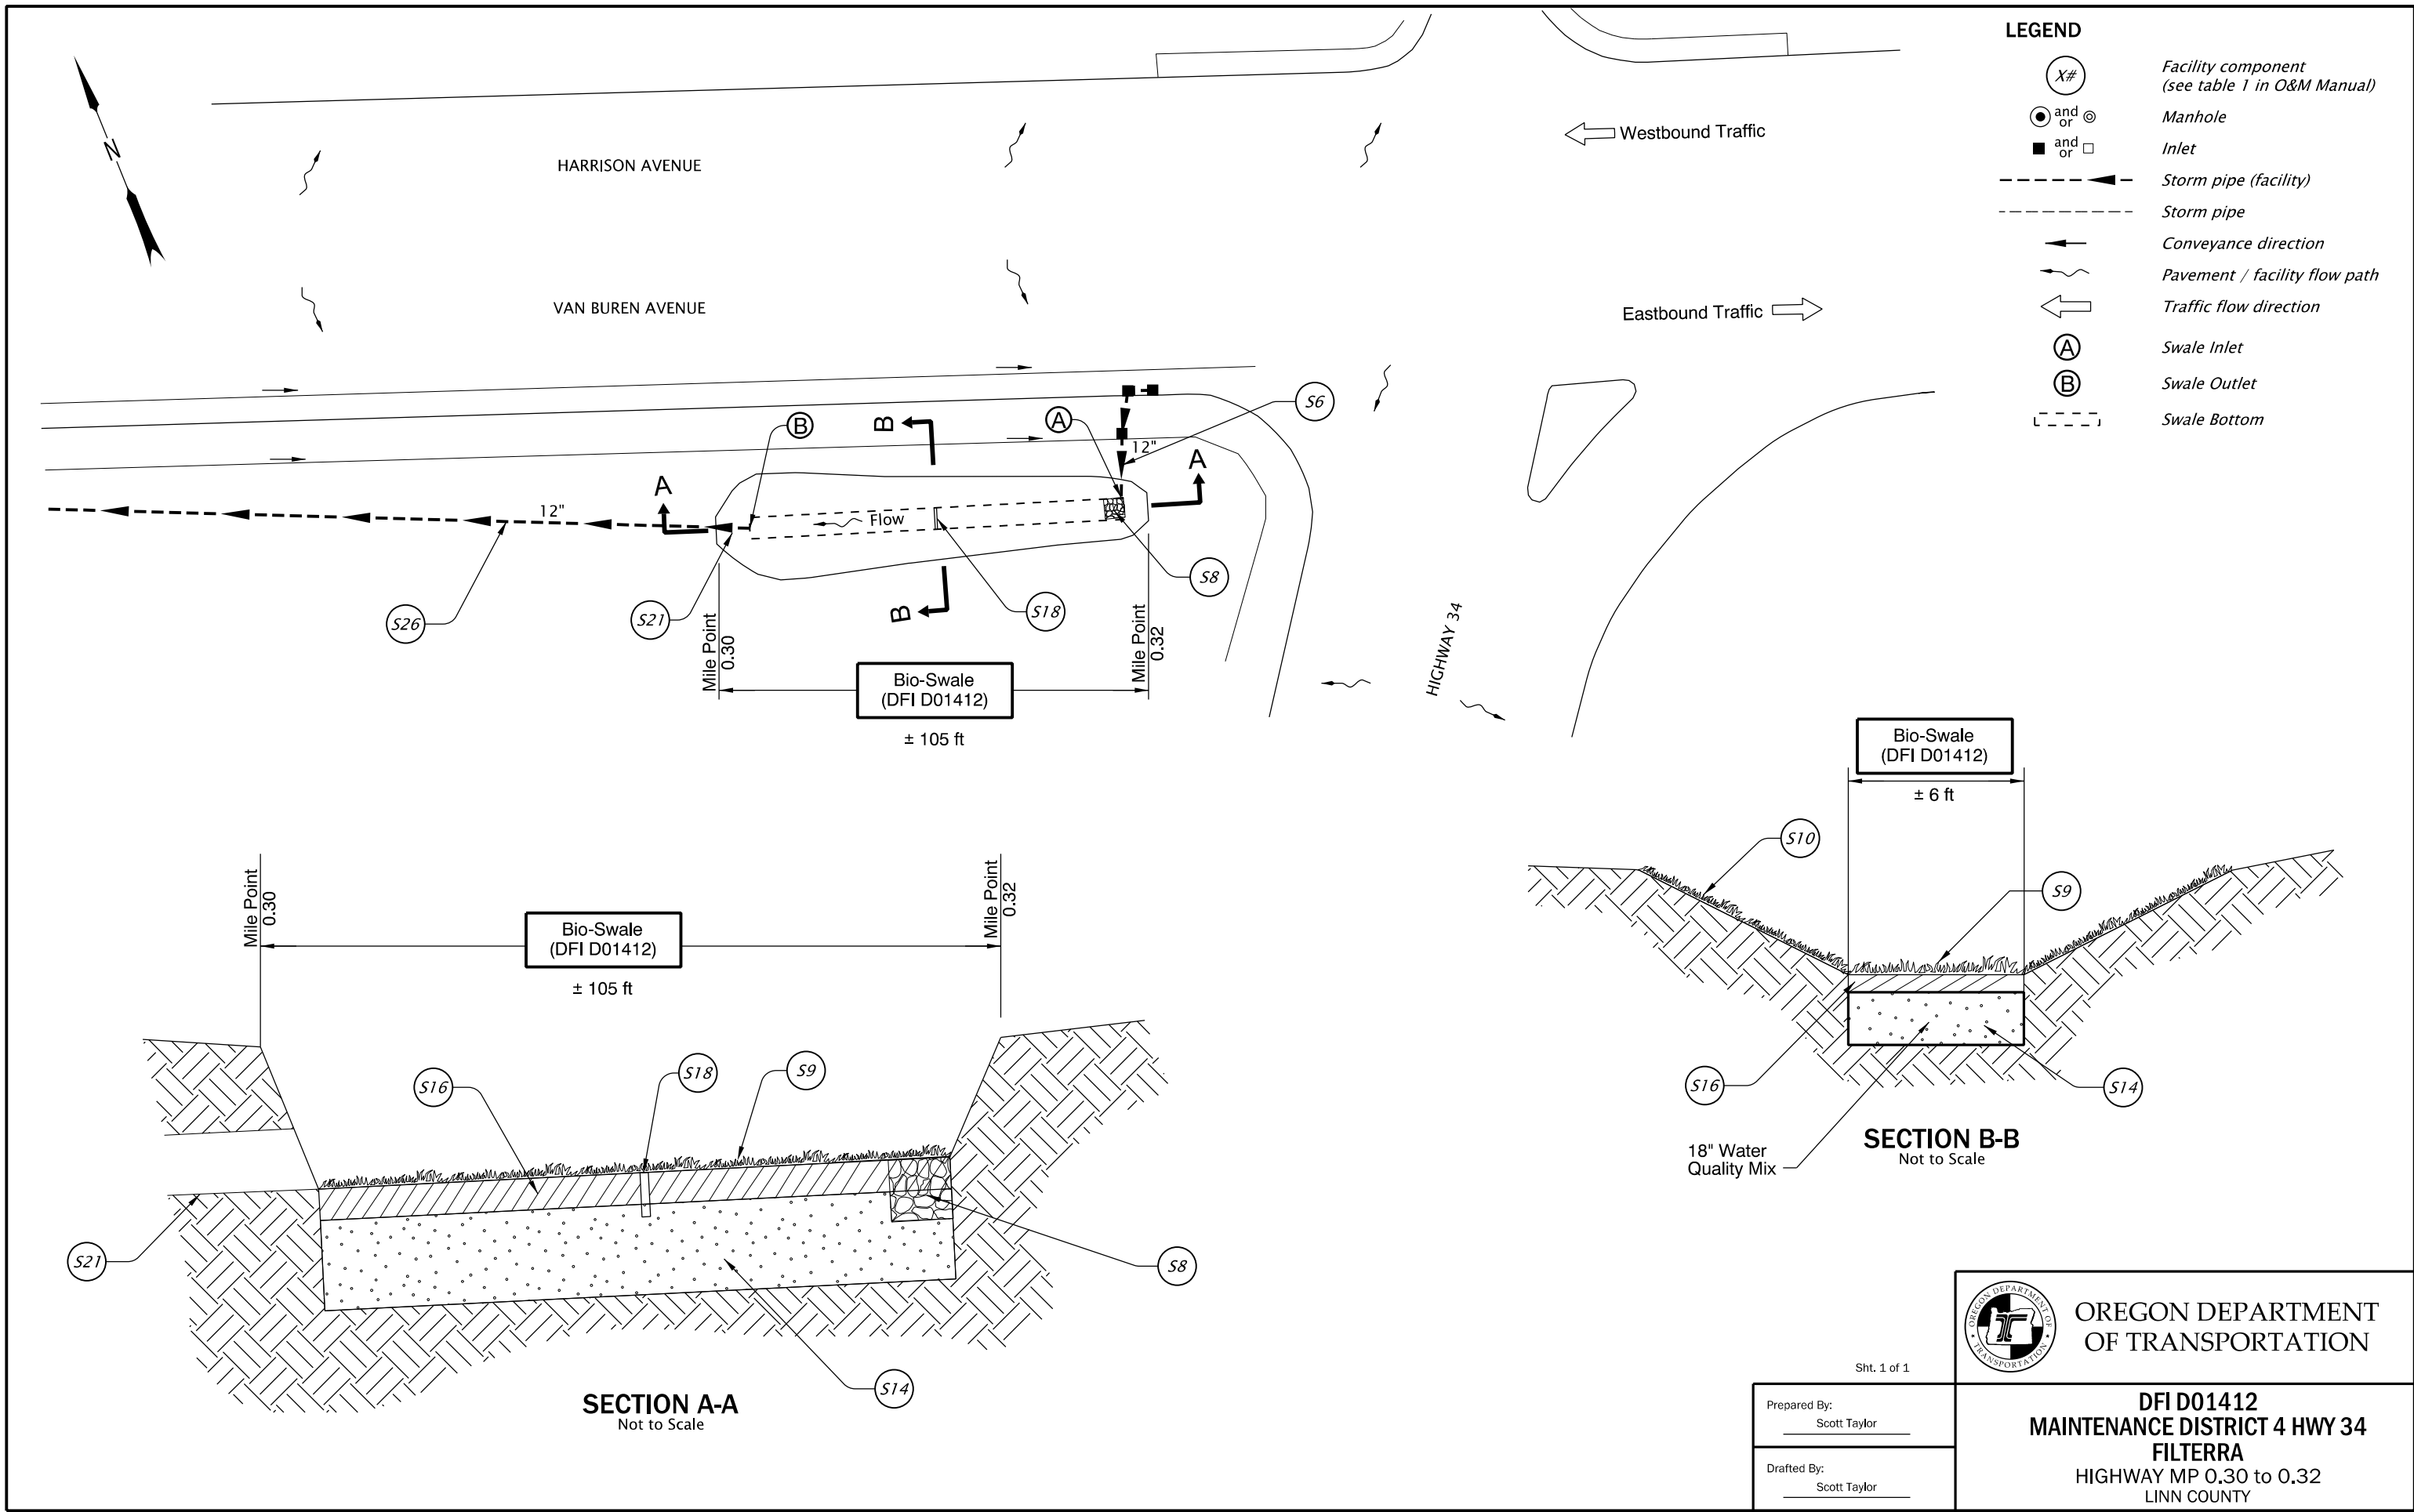 LEGEND
X#
Facility component
(see table 1 in O&M Manual)
and
or
Manhole
and
or
Inlet
Storm pipe (facility)
Storm pipe
Conveyance direction
Pavement / facility flow path
Traffic flow direction
A
Swale Inlet
B
Swale Outlet
Swale Bottom
N
HARRISON AVENUE
Westbound Traffic
VAN BUREN AVENUE
Eastbound Traffic
S6
A
B
B
12"
A
A
12"
Flow
S8
B
S18
S21
S26
Mile Point
0.30
Mile Point
0.32
HIGHWAY 34
Bio-Swale
(DFI D01412)
± 105 ft
Bio-Swale
(DFI D01412)
± 6 ft
S10
S9
S16
S14
18" Water
Quality Mix
SECTION B-B
Not to Scale
Mile Point
0.30
Mile Point
0.32
Bio-Swale
(DFI D01412)
± 105 ft
S16
S18
S9
S21
S8
S14
SECTION A-A
Not to Scale
OREGON DEPARTMENT OF
TRANSPORTATION
OREGON DEPARTMENT
OF TRANSPORTATION
Sht. 1 of 1
Prepared By:
Scott Taylor
Drafted By:
Scott Taylor
DFI D01412
MAINTENANCE DISTRICT 4 HWY 34
FILTERRA
HIGHWAY MP 0.30 to 0.32
LINN COUNTY